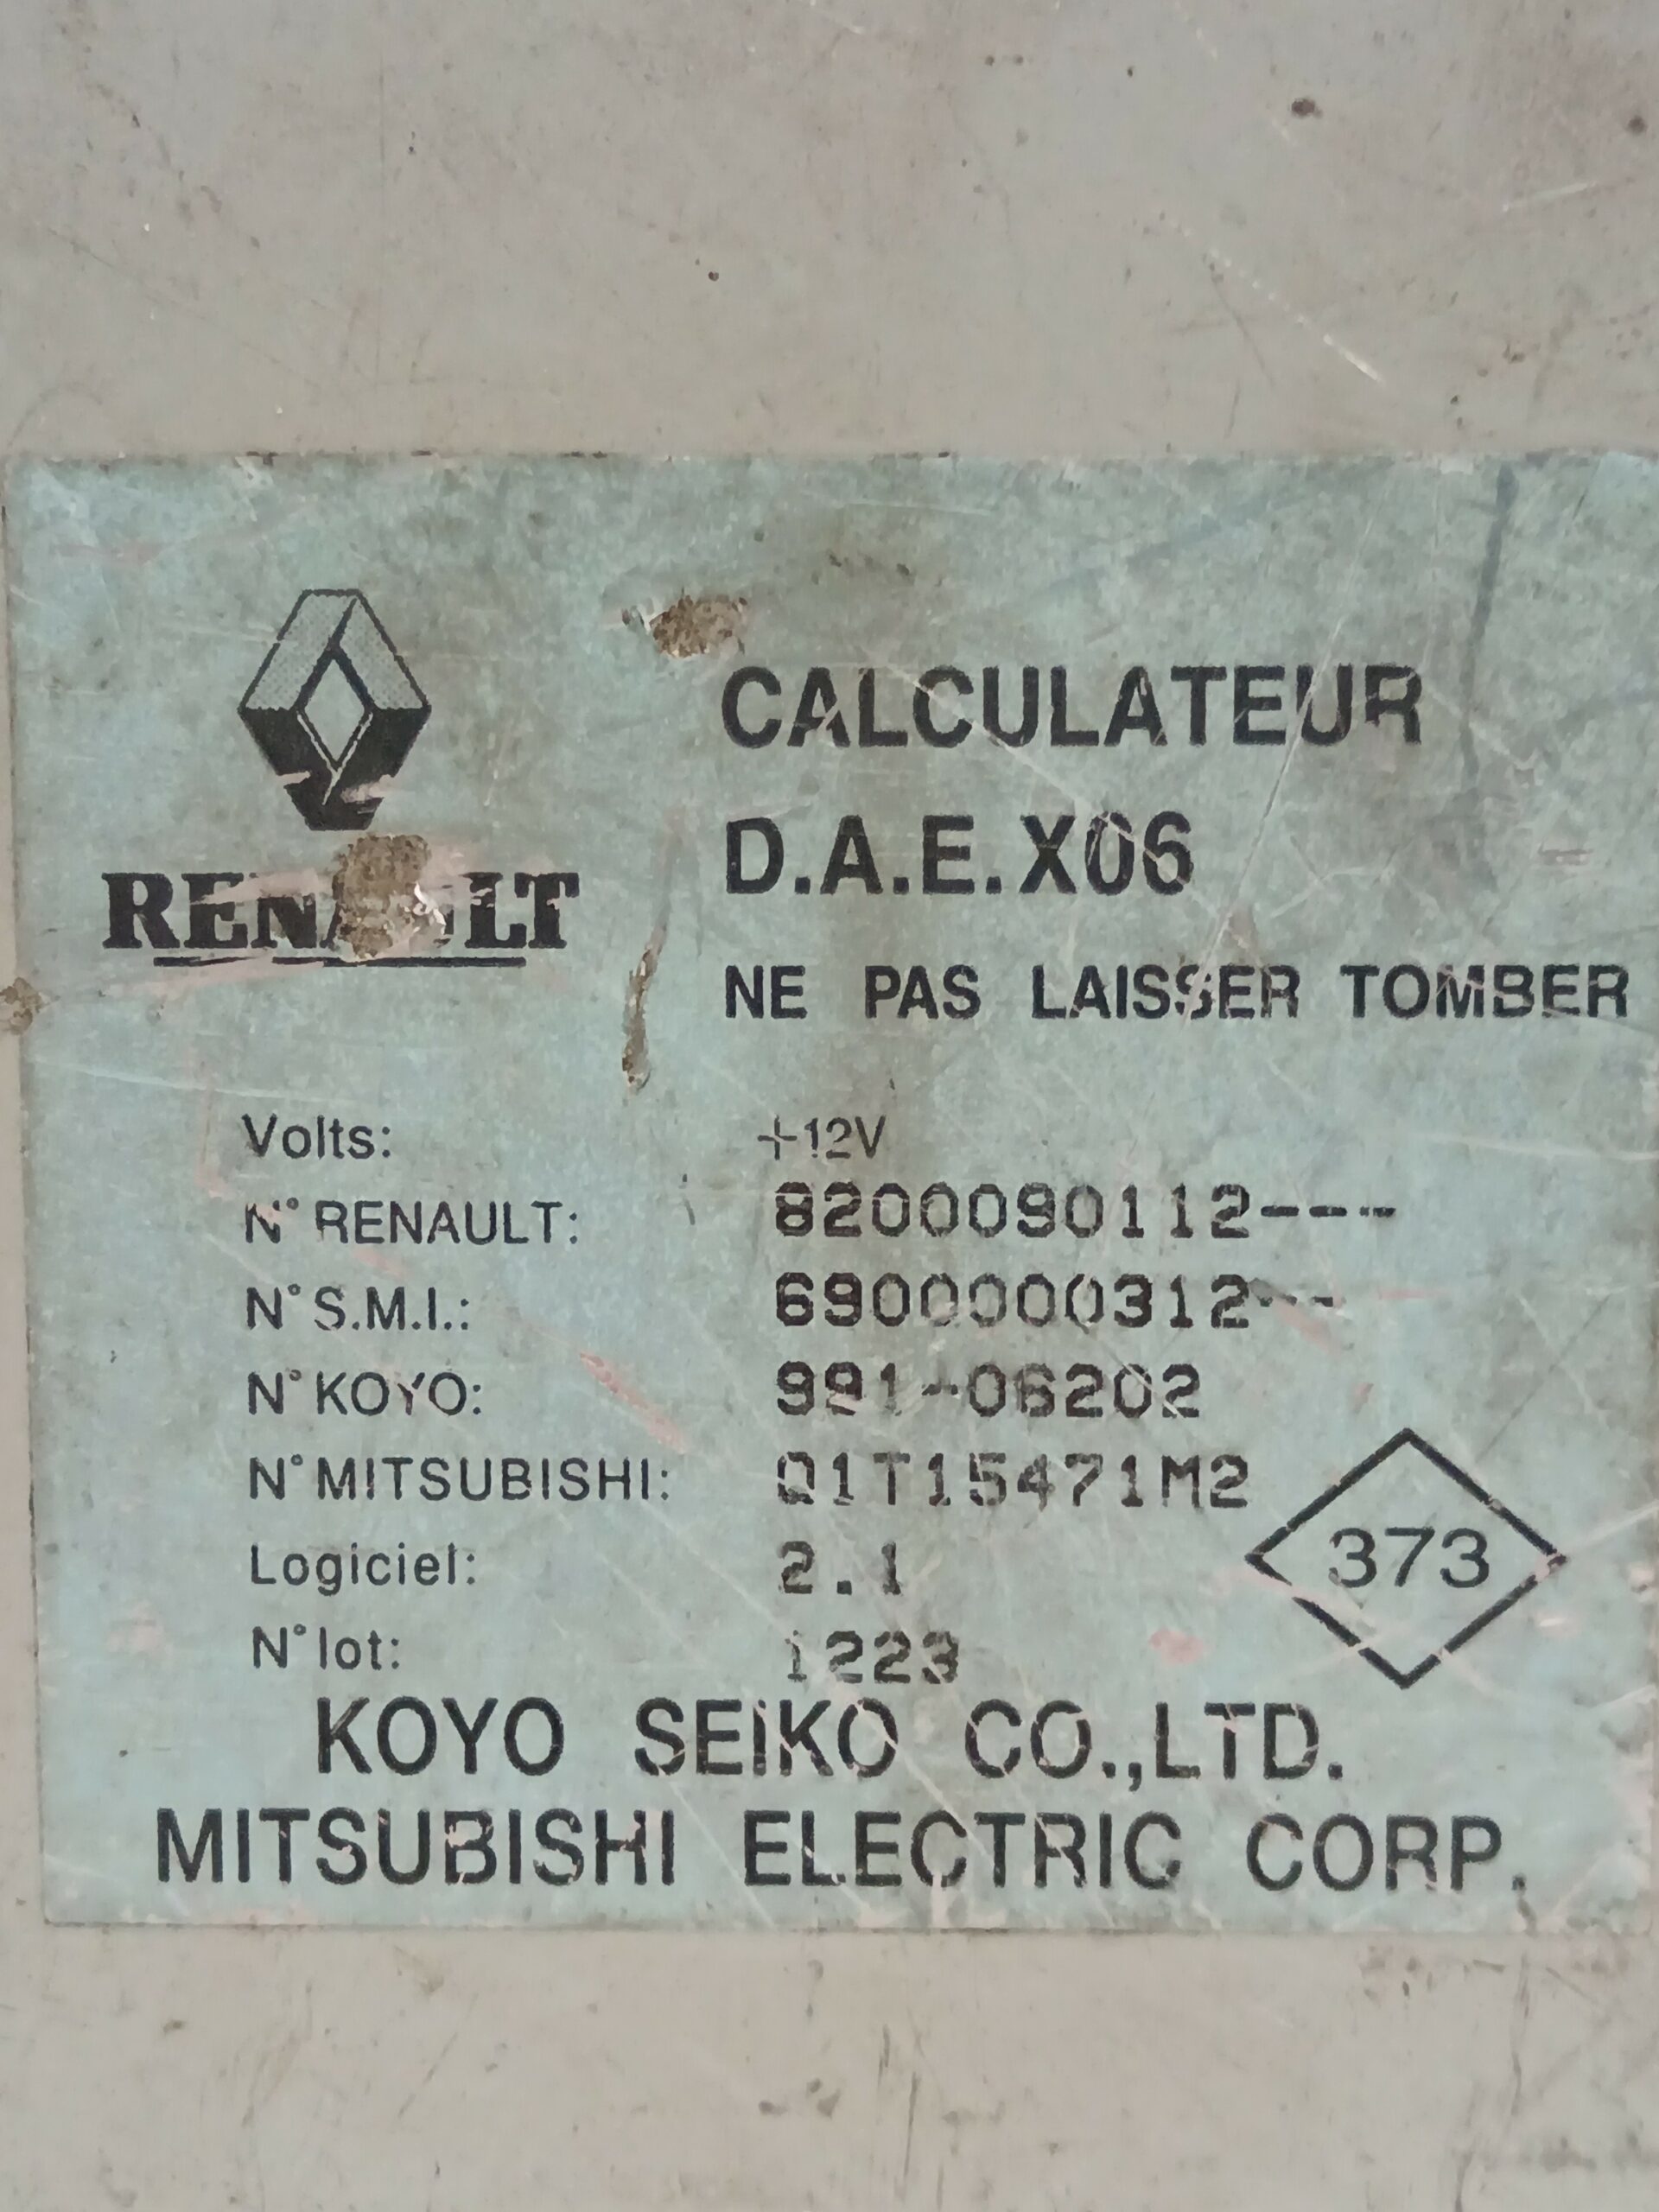 CALCULATEUR
D.A.E.X06
RENAULT
NE PAS LAISSER TOMBER
Volts: +12V
N° RENAULT: 8200090112---
N° S.M.I.: 6900000312--
N° KOYO: 991-06202
N° MITSUBISHI: Q1T15471M2
Logiciel: 2.1
373
N° lot: 1223
KOYO SEIKO CO.,LTD.
MITSUBISHI ELECTRIC CORP.